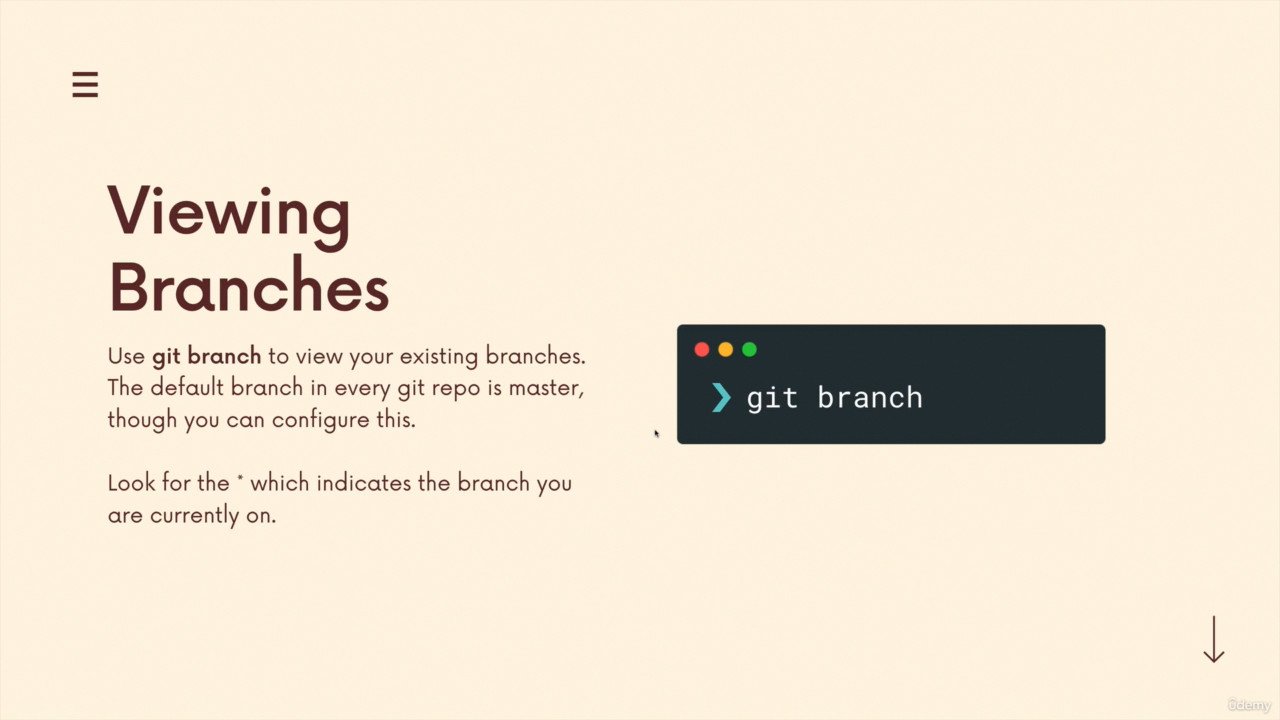 Viewing
Branches
Use git branch to view your existing branches.
The default branch in every git repo is master,
though you can configure this.
Look for the * which indicates the branch you
are currently on.
❯ git branch
ûdemy